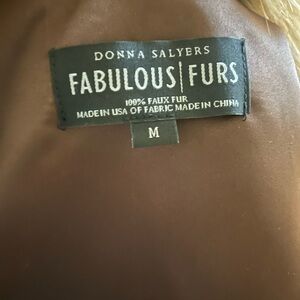 DONNA SALYERS
FABULOUS|FURS
100% FAUX FUR
MADE IN USA OF FABRIC MADE IN CHINA
M